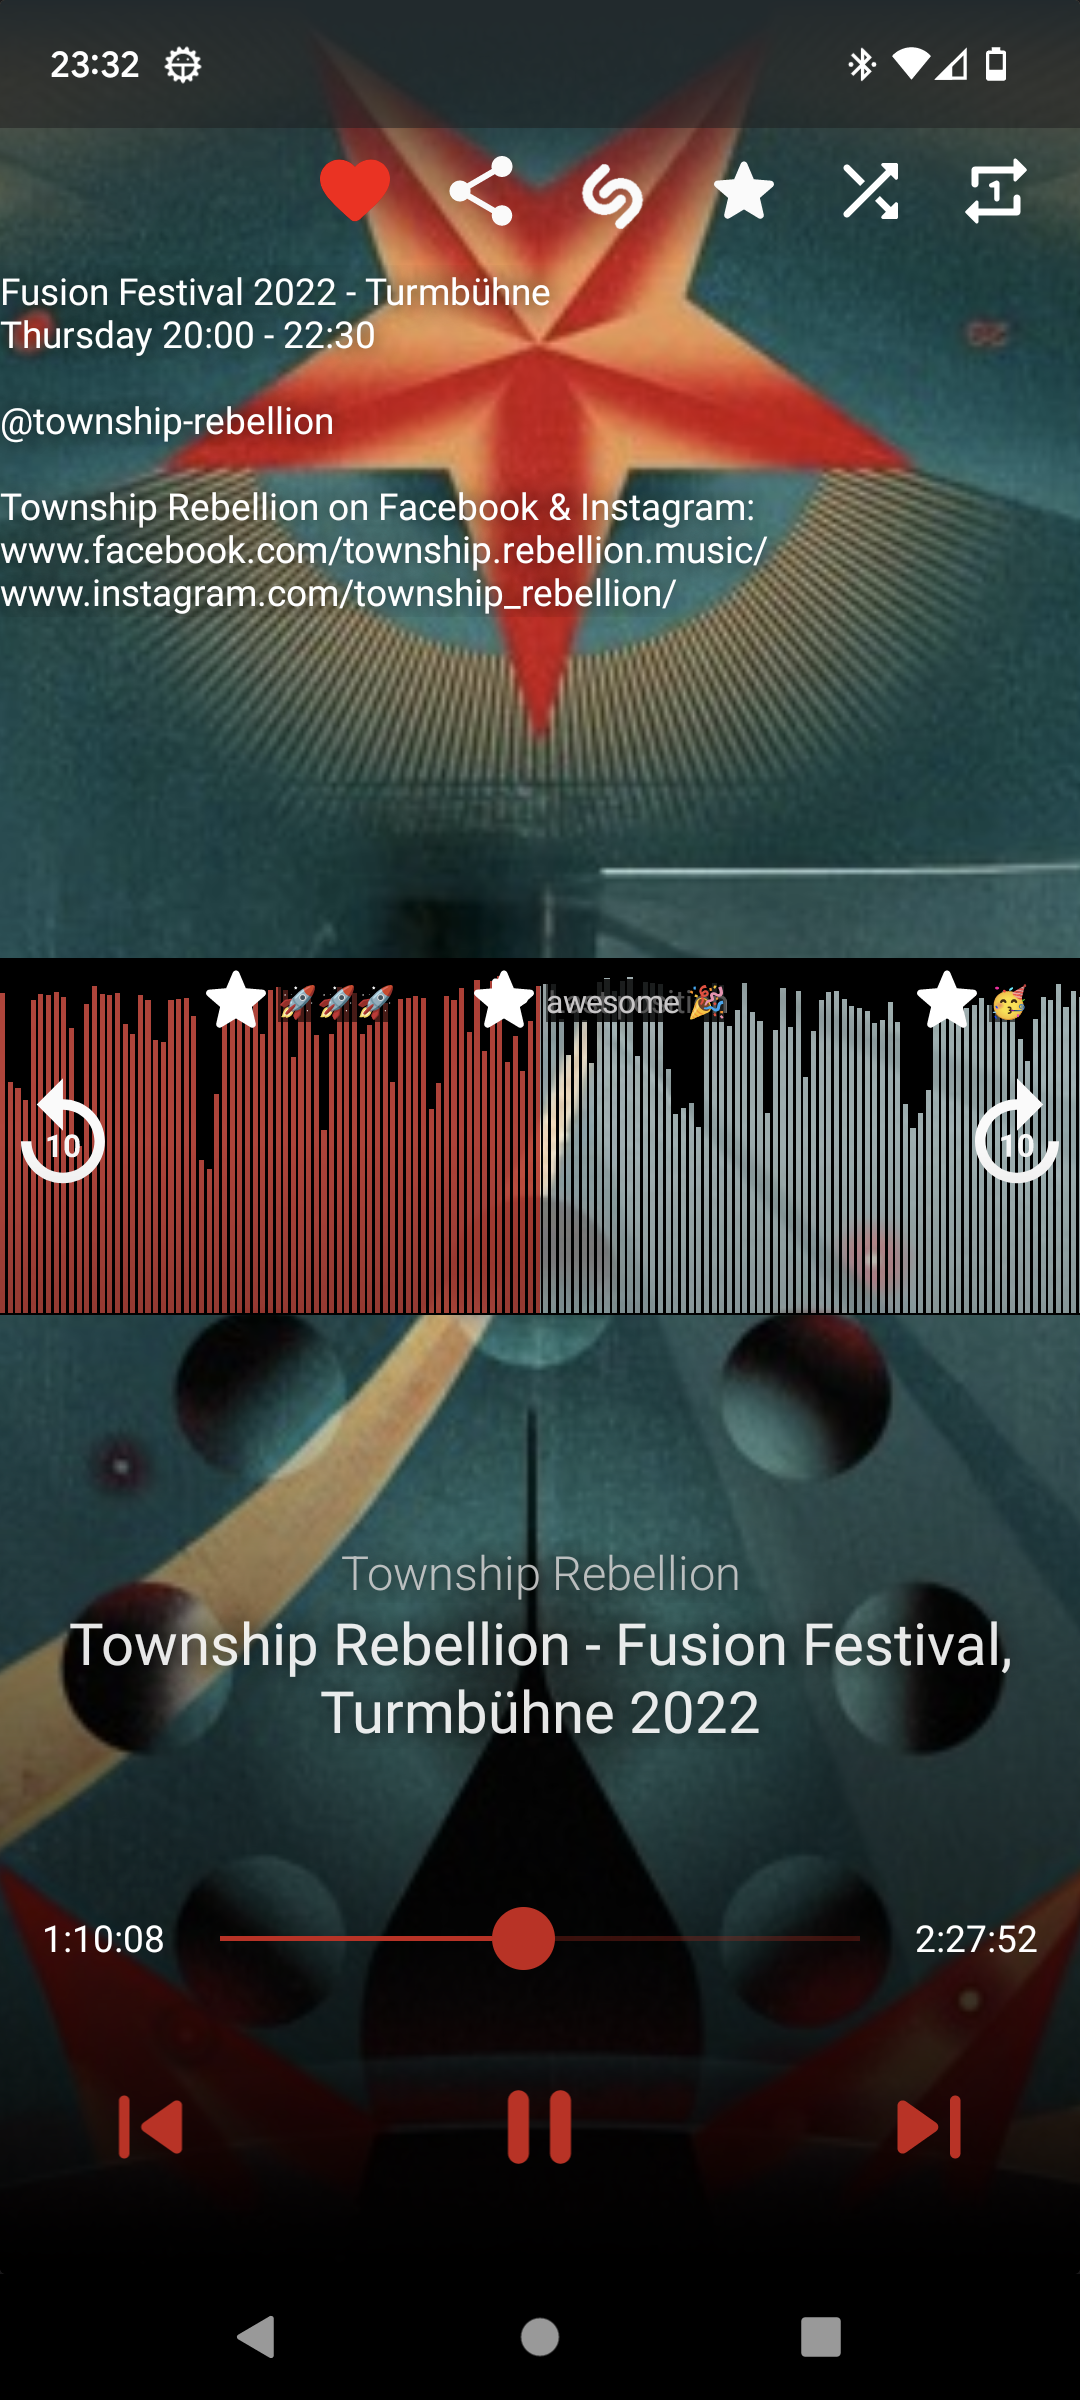 23:32
1
Fusion Festival 2022 - Turmbühne
Thursday 20:00 - 22:30
@township-rebellion
Township Rebellion on Facebook & Instagram:
www.facebook.com/township.rebellion.music/
www.instagram.com/township_rebellion/
🚀🚀🚀
awesome 🎉
🥳
10
10
Township Rebellion
Township Rebellion - Fusion Festival,
Turmbühne 2022
1:10:08
2:27:52